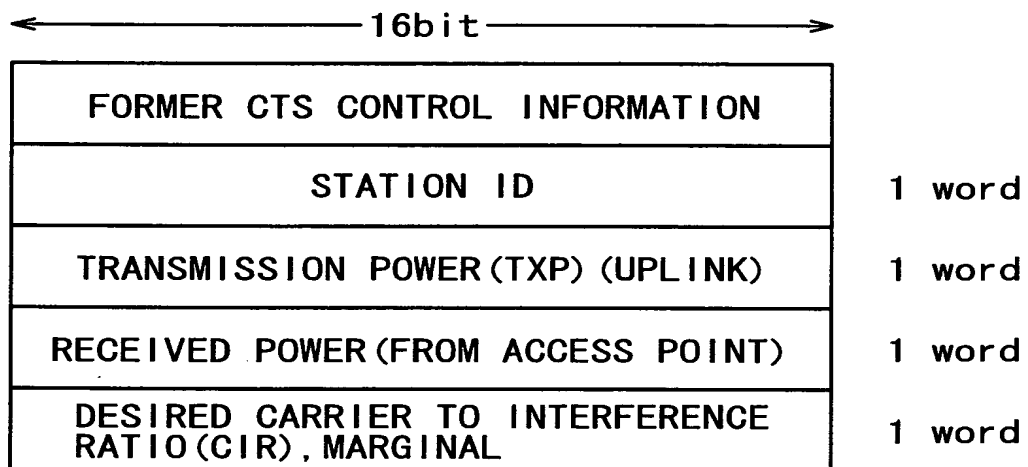 16bit
FORMER CTS CONTROL INFORMATION
STATION ID
1 word
TRANSMISSION POWER(TXP)(UPLINK)
1 word
RECEIVED POWER(FROM ACCESS POINT)
1 word
DESIRED CARRIER TO INTERFERENCE
RATIO(CIR),MARGINAL
1 word